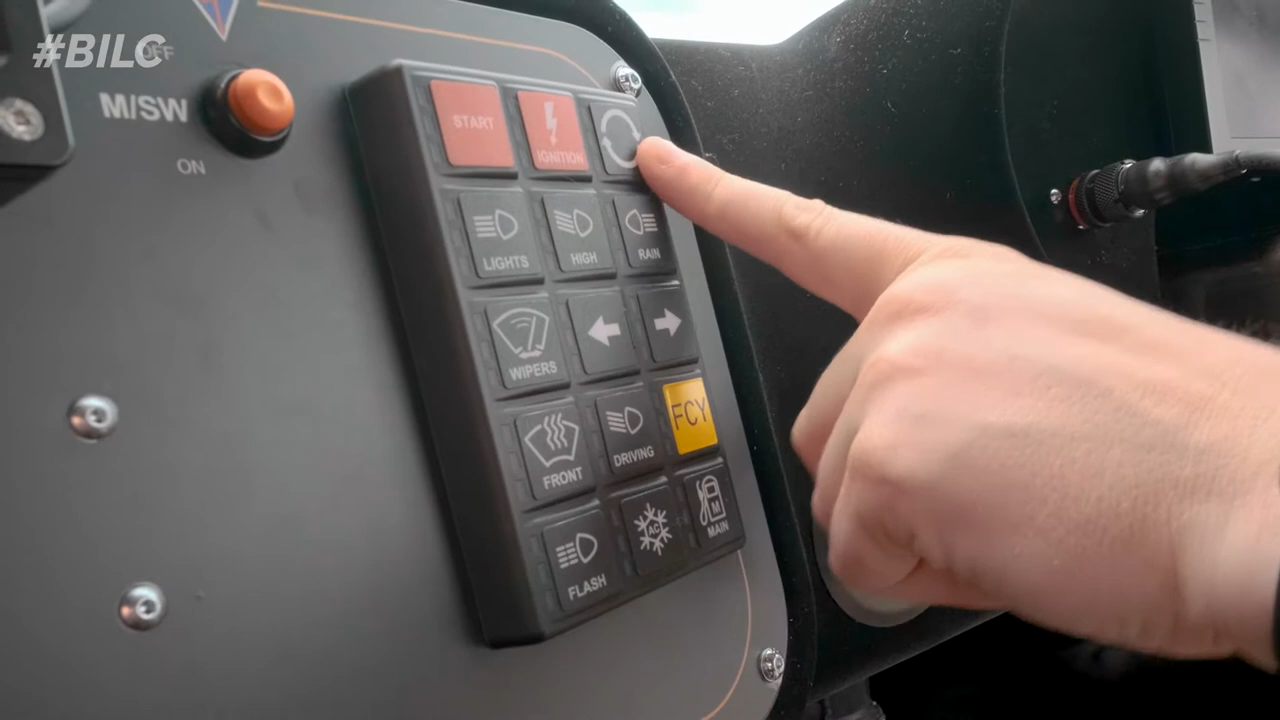 #BILC
OFF
M/SW
ON
START
IGNITION
LIGHTS
HIGH
RAIN
WIPERS
FRONT
DRIVING
FCY
FLASH
AC
M
MAIN